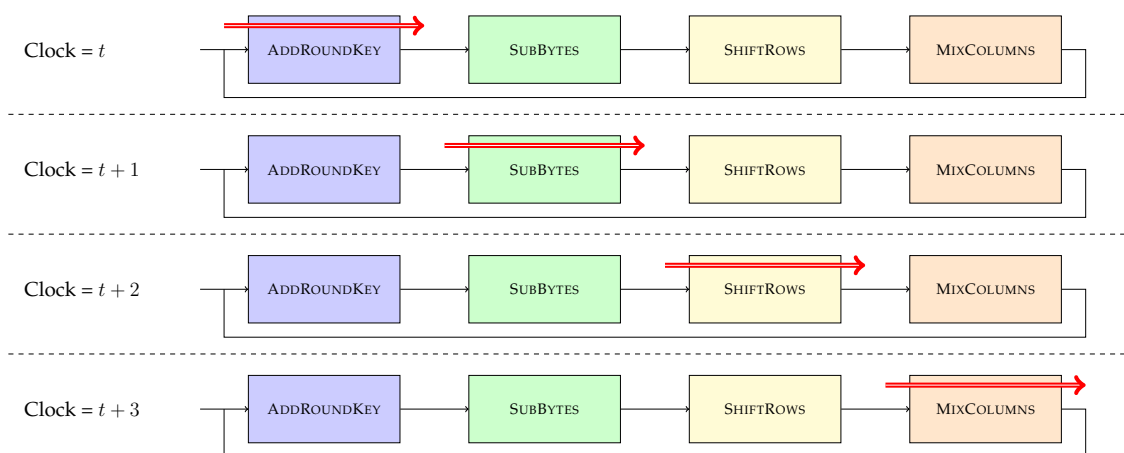 Clock = t ADDROUNDKEY SUBBYTES SHIFTROWS MIXCOLUMNS
Clock = t + 1 ADDROUNDKEY SUBBYTES SHIFTROWS MIXCOLUMNS
Clock = t + 2 ADDROUNDKEY SUBBYTES SHIFTROWS MIXCOLUMNS
Clock = t + 3 ADDROUNDKEY SUBBYTES SHIFTROWS MIXCOLUMNS